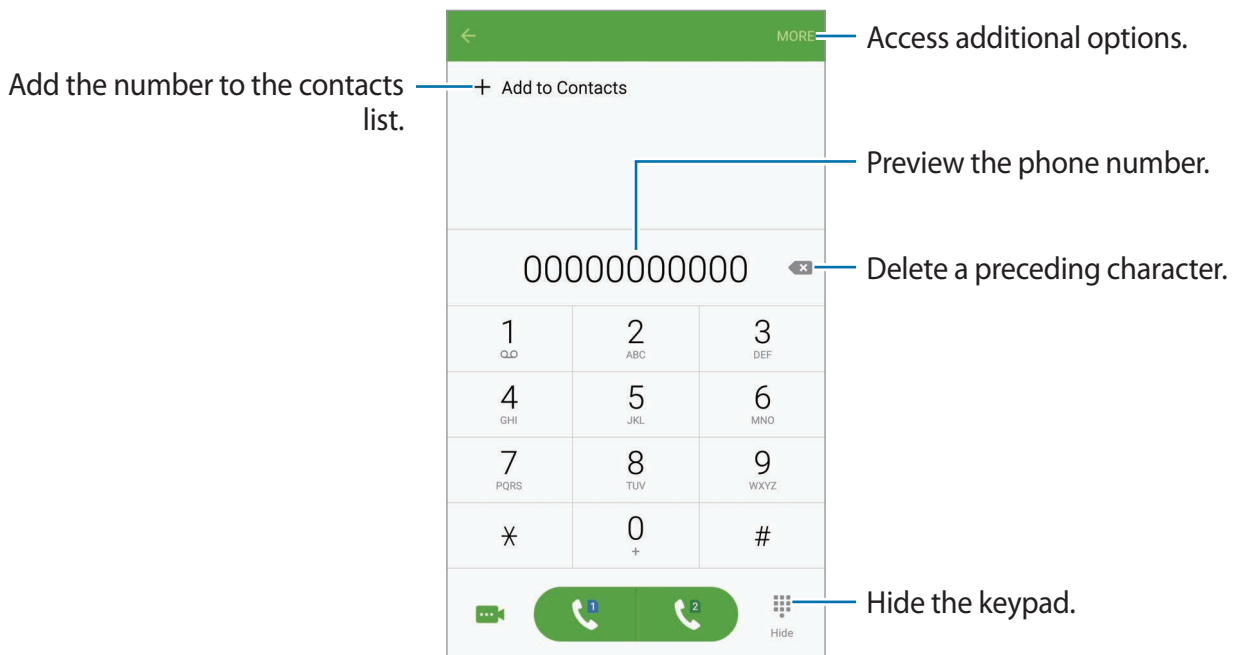 MORE
Access additional options.
Add the number to the contacts
list.
+ Add to Contacts
Preview the phone number.
00000000000
Delete a preceding character.
1 2 3
ABC DEF
4 5 6
GHI JKL MNO
7 8 9
PQRS TUV WXYZ
* 0 #
+
1 2
Hide the keypad.
Hide